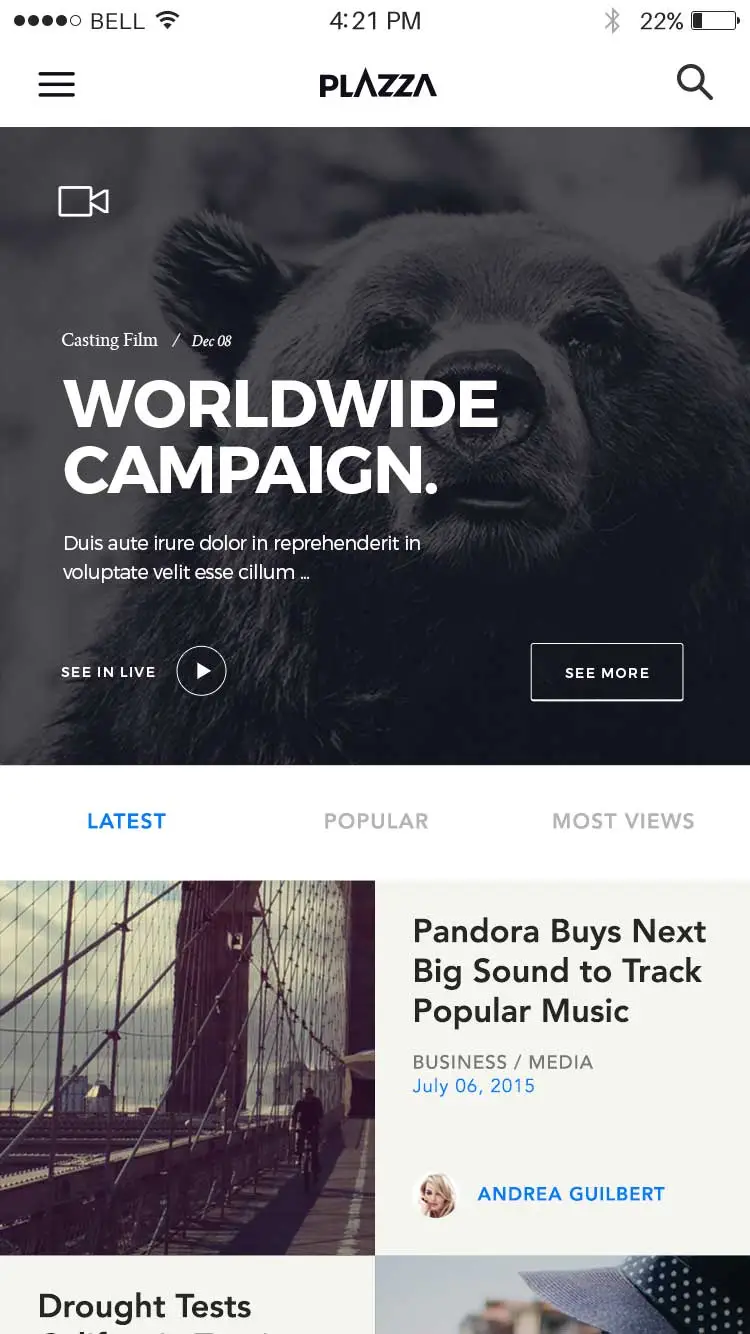 BELL 4:21 PM 22%
PLAZZA
Casting Film / Dec 08
WORLDWIDE
CAMPAIGN.
Duis aute irure dolor in reprehenderit in
voluptate velit esse cillum ...
SEE IN LIVE
SEE MORE
LATEST POPULAR MOST VIEWS
Pandora Buys Next
Big Sound to Track
Popular Music
BUSINESS / MEDIA
July 06, 2015
ANDREA GUILBERT
Drought Tests